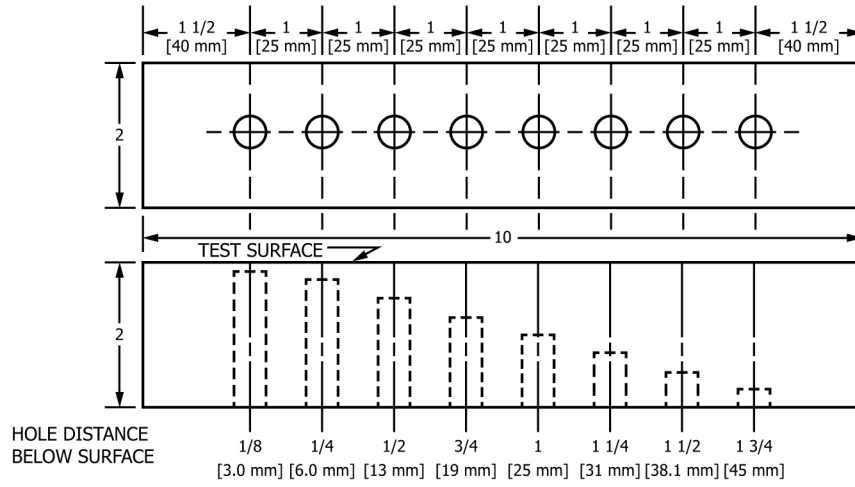 1 1/2 1 1 1 1 1 1 1 1 1/2
[40 mm] [25 mm] [25 mm] [25 mm] [25 mm] [25 mm] [25 mm] [25 mm] [40 mm]
2
10
TEST SURFACE
2
HOLE DISTANCE
BELOW SURFACE
1/8 1/4 1/2 3/4 1 1 1/4 1 1/2 1 3/4
[3.0 mm] [6.0 mm] [13 mm] [19 mm] [25 mm] [31 mm] [38.1 mm] [45 mm]